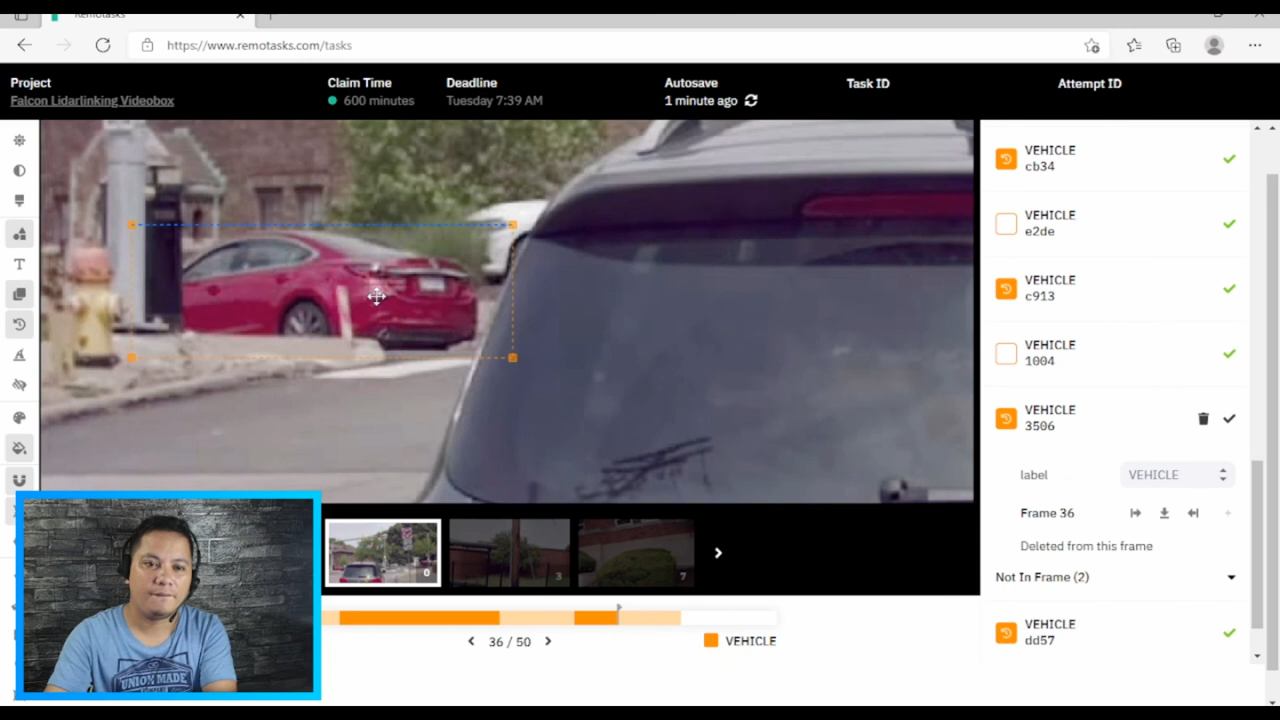 Remotasks
https://www.remotasks.com/tasks
Project
Claim Time
Deadline
Autosave
Task ID
Attempt ID
Falcon Lidarlinking Videobox
600 minutes
Tuesday 7:39 AM
1 minute ago
VEHICLE
cb34
VEHICLE
e2de
VEHICLE
c913
VEHICLE
1004
VEHICLE
3506
label
VEHICLE
Frame 36
Deleted from this frame
Not In Frame (2)
VEHICLE
dd57
T
0
3
7
36 / 50
VEHICLE
UNION MADE